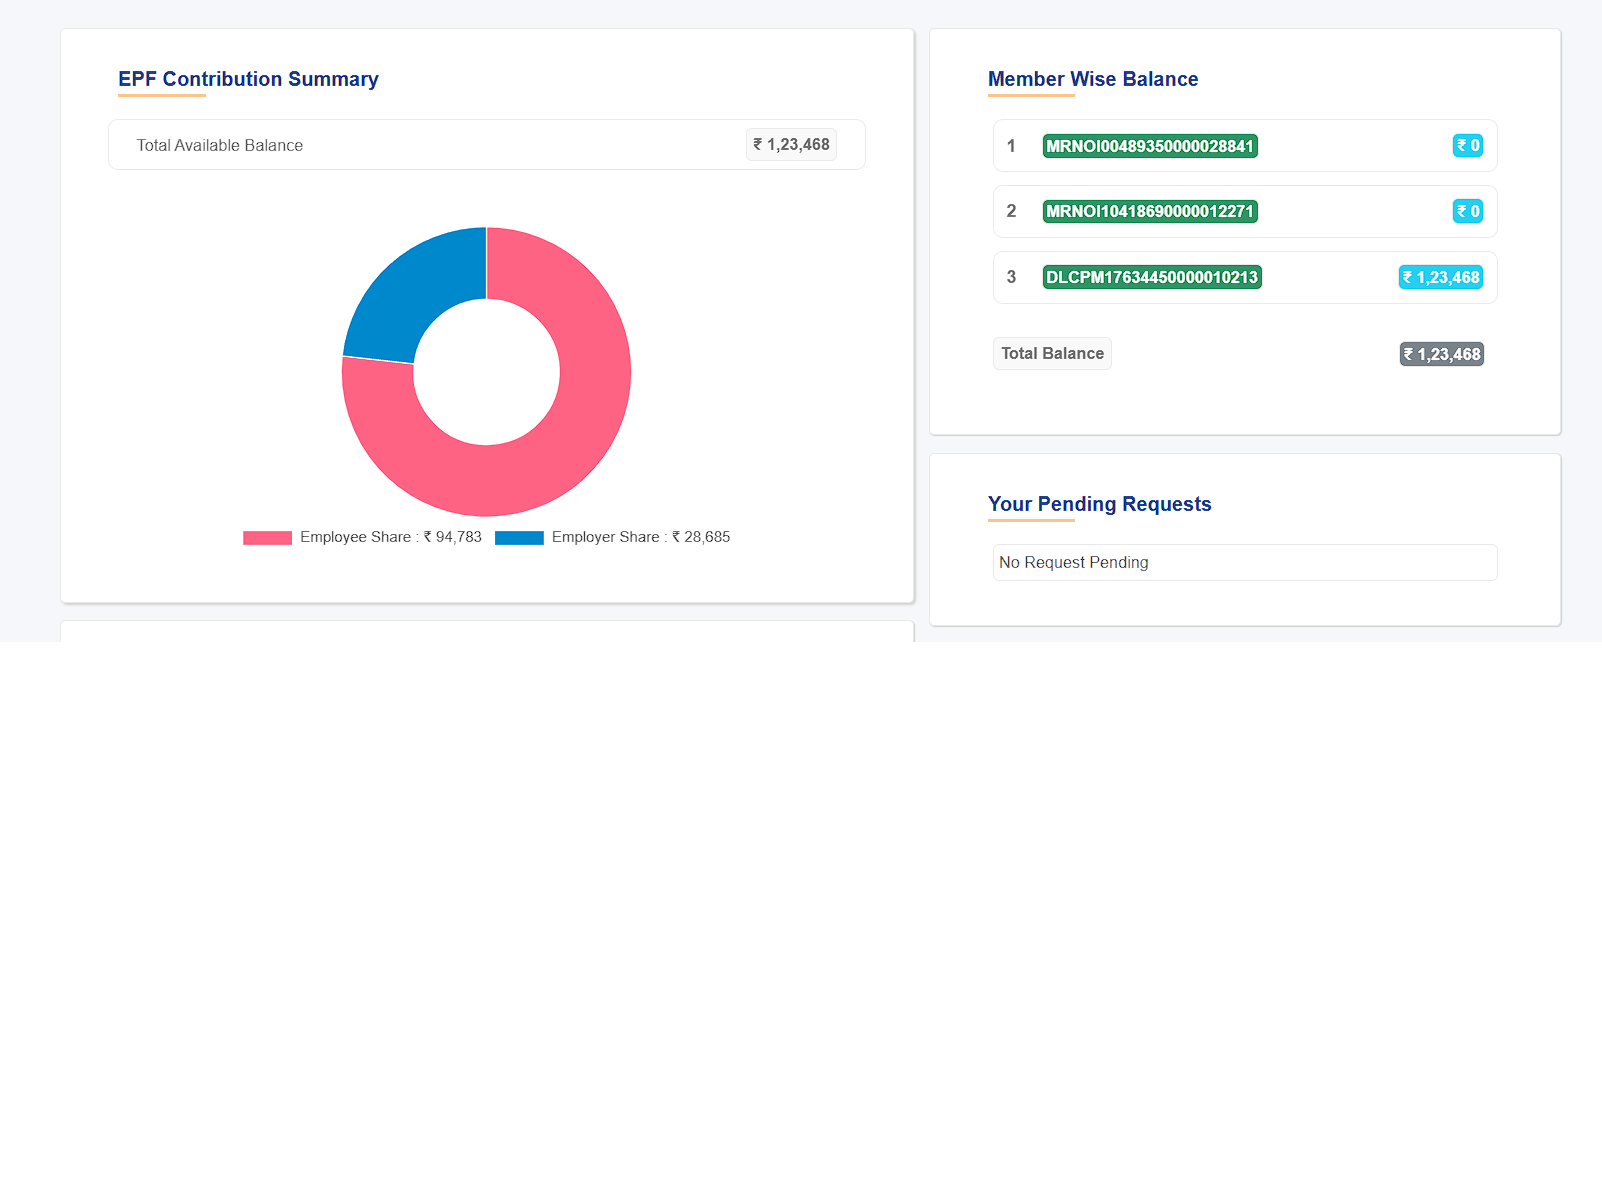 EPF Contribution Summary
Total Available Balance ₹ 1,23,468
Employee Share : ₹ 94,783 Employer Share : ₹ 28,685
Member Wise Balance
1 MRNOI00489350000028841 ₹ 0
2 MRNOI10418690000012271 ₹ 0
3 DLCPM17634450000010213 ₹ 1,23,468
Total Balance ₹ 1,23,468
Your Pending Requests
No Request Pending